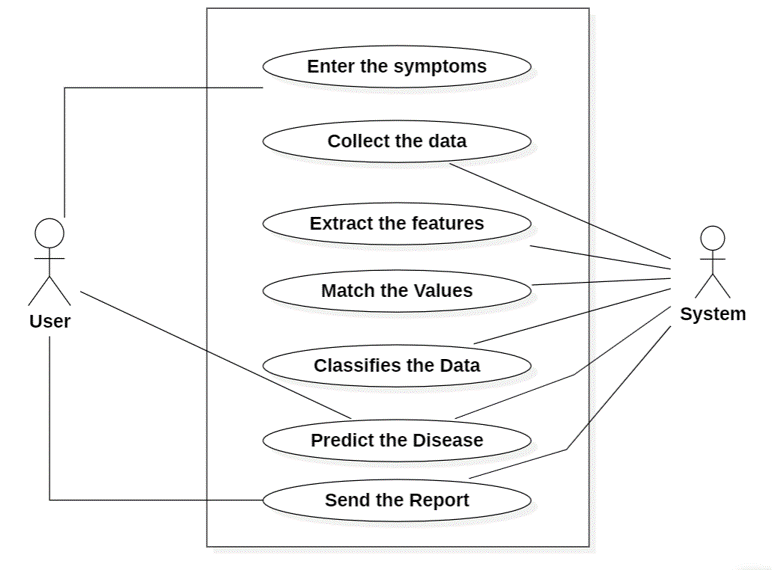 Enter the symptoms
Collect the data
Extract the features
Match the Values
User
System
Classifies the Data
Predict the Disease
Send the Report